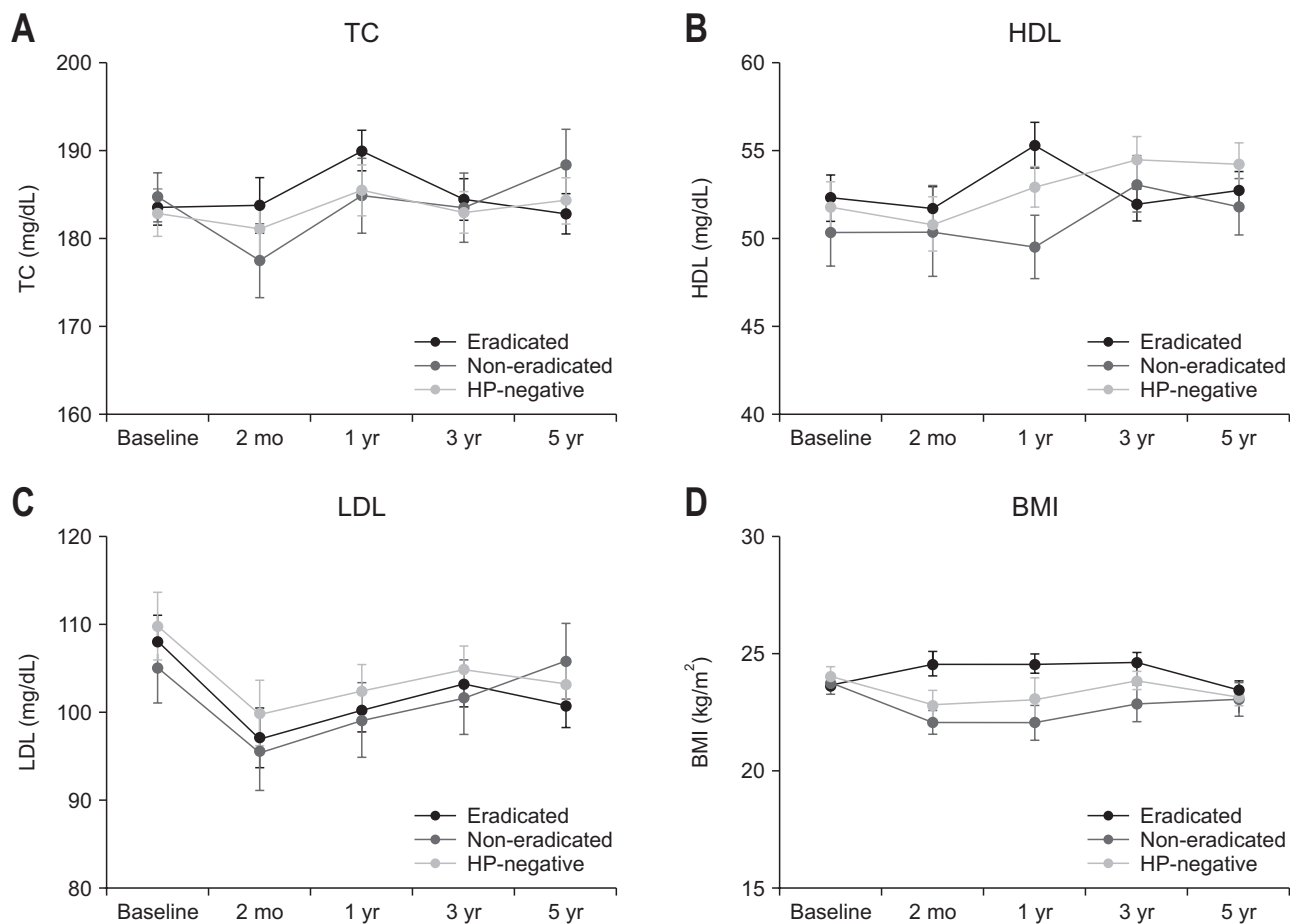 A
TC
TC (mg/dL)
200
190
180
170
160
Eradicated
Non-eradicated
HP-negative
Baseline 2 mo 1 yr 3 yr 5 yr
B
HDL
HDL (mg/dL)
60
55
50
45
40
Eradicated
Non-eradicated
HP-negative
Baseline 2 mo 1 yr 3 yr 5 yr
C
LDL
LDL (mg/dL)
120
110
100
90
80
Eradicated
Non-eradicated
HP-negative
Baseline 2 mo 1 yr 3 yr 5 yr
D
BMI
BMI (kg/m²)
30
25
20
15
Eradicated
Non-eradicated
HP-negative
Baseline 2 mo 1 yr 3 yr 5 yr